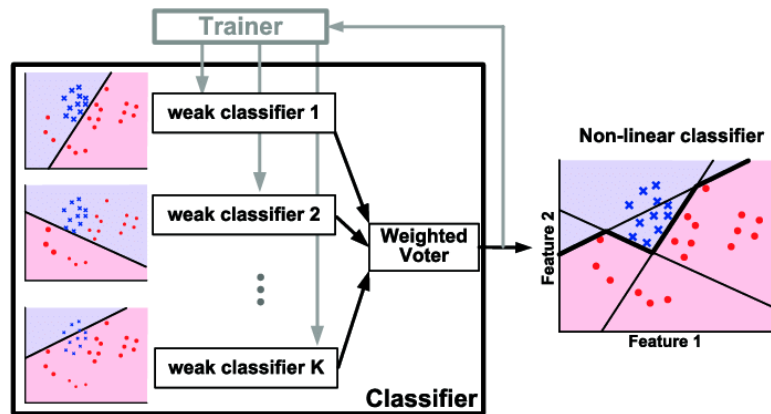 Trainer
weak classifier 1
weak classifier 2
weak classifier K
Weighted
Voter
Classifier
Non-linear classifier
Feature 2
Feature 1